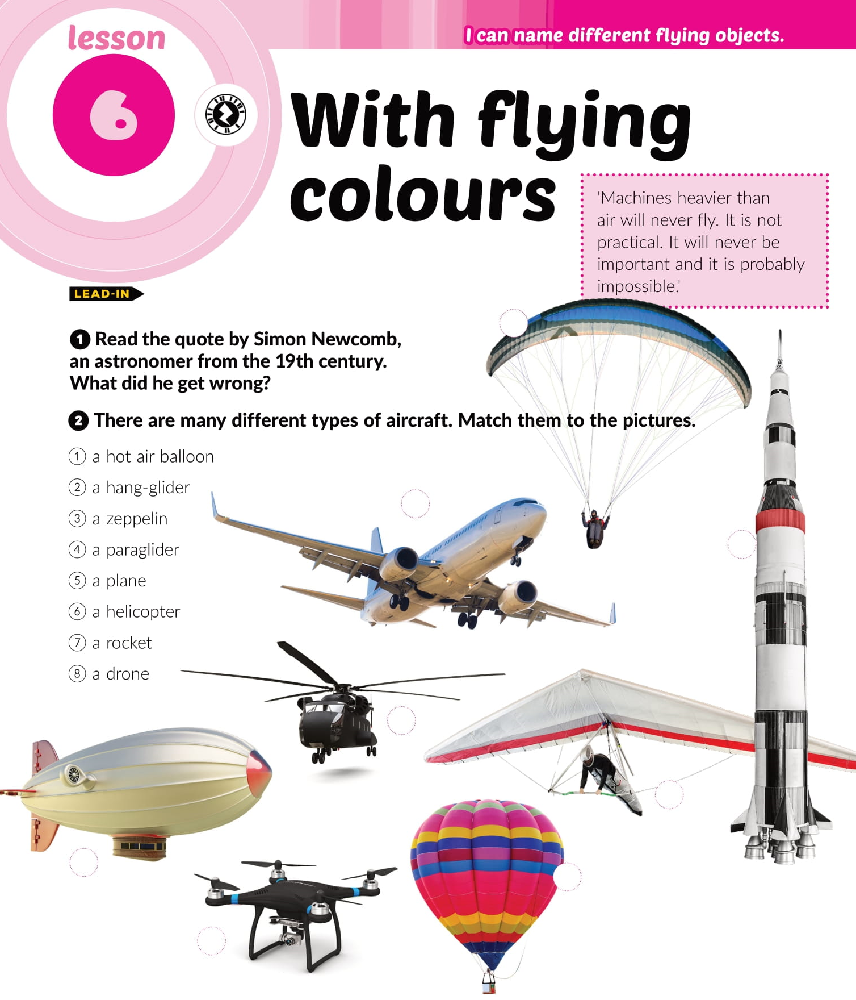 lesson
6
I can name different flying objects.
With flying
colours
'Machines heavier than
air will never fly. It is not
practical. It will never be
important and it is probably
impossible.'
LEAD-IN
1 Read the quote by Simon Newcomb,
an astronomer from the 19th century.
What did he get wrong?
2 There are many different types of aircraft. Match them to the pictures.
1 a hot air balloon
2 a hang-glider
3 a zeppelin
4 a paraglider
5 a plane
6 a helicopter
7 a rocket
8 a drone